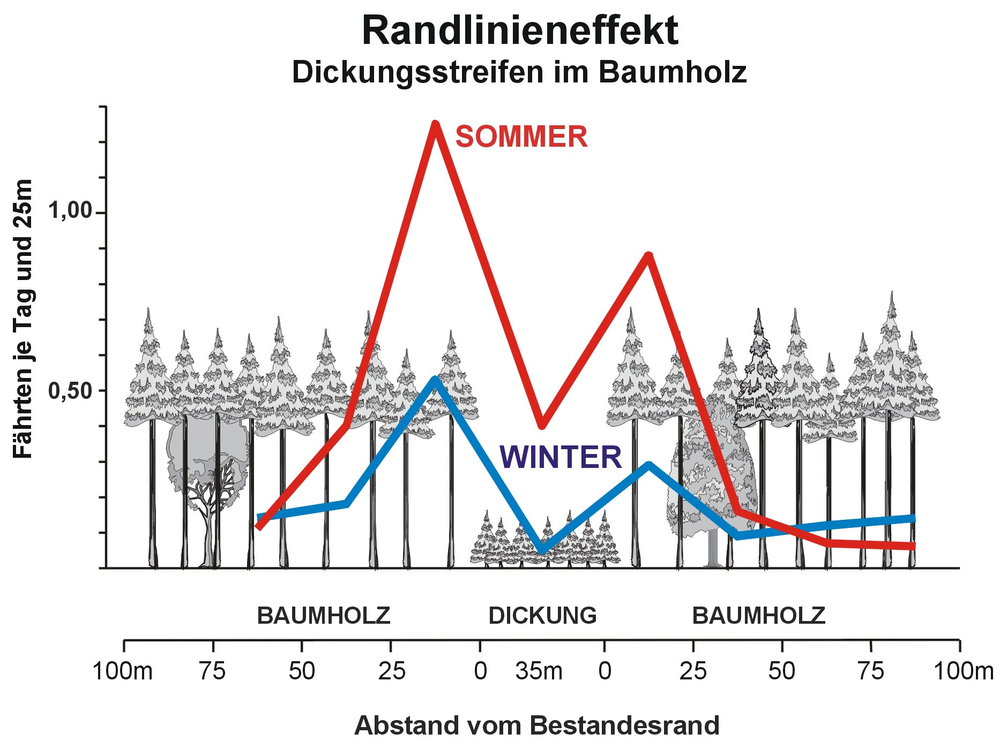 Randlinieneffekt
Dickungsstreifen im Baumholz
SOMMER
Fährten je Tag und 25m
1,00
0,50
WINTER
BAUMHOLZ DICKUNG BAUMHOLZ
100m 75 50 25 0 35m 0 25 50 75 100m
Abstand vom Bestandesrand